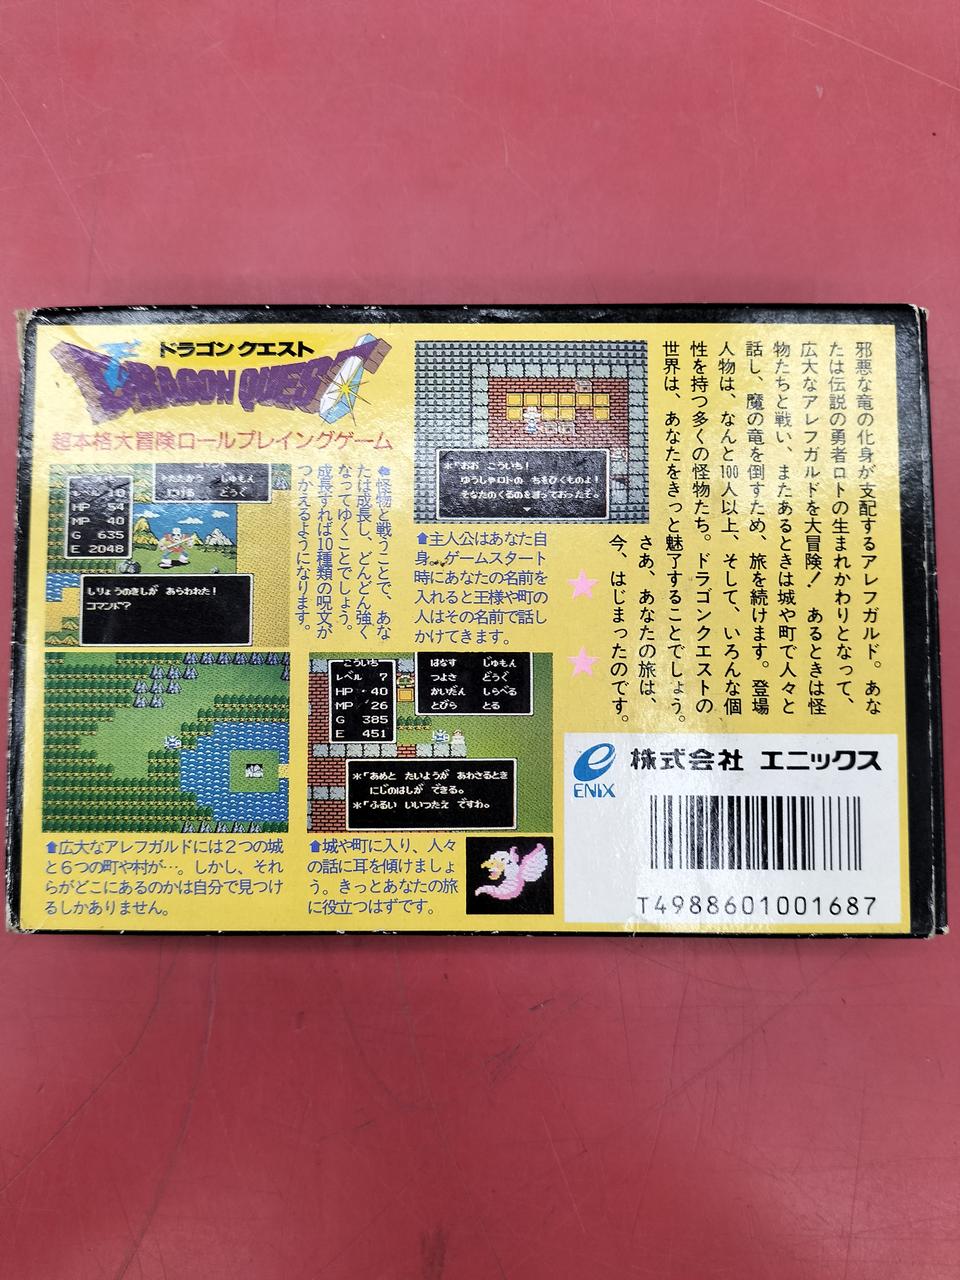 ドラゴン クエスト
DRAGON QUEST
超本格大冒険ロールプレイングゲーム
レベル 10
HP 54
MP 40
G 635
E 2048
たたかう じゅもん
にげる どうぐ
しりょうのきしが あらわれた!
コマンド?
⬆怪物と戦うことで、あな
たは成長し、どんどん強く
なってゆくことでしょう。
成長すれば10種類の呪文が
つかえるようになります。
*「おお こういち!
ゆうしゃロトの ちをひくものよ!
そなたのくるのをまっておったぞ。
⬆主人公はあなた自
身。ゲームスタート
時にあなたの名前を
入れると王様や町の
人はその名前で話し
かけてきます。
邪悪な竜の化身が支配するアレフガルド。あな
たは伝説の勇者ロトの生まれかわりとなって、
広大なアレフガルドを大冒険! あるときは怪
物たちと戦い、またあるときは城や町で人々と
話し、魔の竜を倒すため、旅を続けます。登場
人物は、なんと100人以上、そして、いろんな個
性を持つ多くの怪物たち。ドラゴンクエストの
世界は、あなたをきっと魅了することでしょう。
さあ、あなたの旅は、
今、はじまったのです。
⬆広大なアレフガルドには2つの城
と6つの町や村が…。しかし、それ
らがどこにあるのかは自分で見つけ
るしかありません。
こういち
レベル 7
HP 40
MP 26
G 385
E 451
はなす じゅもん
つよさ どうぐ
かいだん しらべる
とびら とる
*「あめと たいようが あわさるとき
にじのはしが できる。
*「ふるい いいつたえ ですわ。
⬆城や町に入り、人々
の話に耳を傾けましょ
う。きっとあなたの旅
に役立つはずです。
ENIX
株式会社 エニックス
T4988601001687